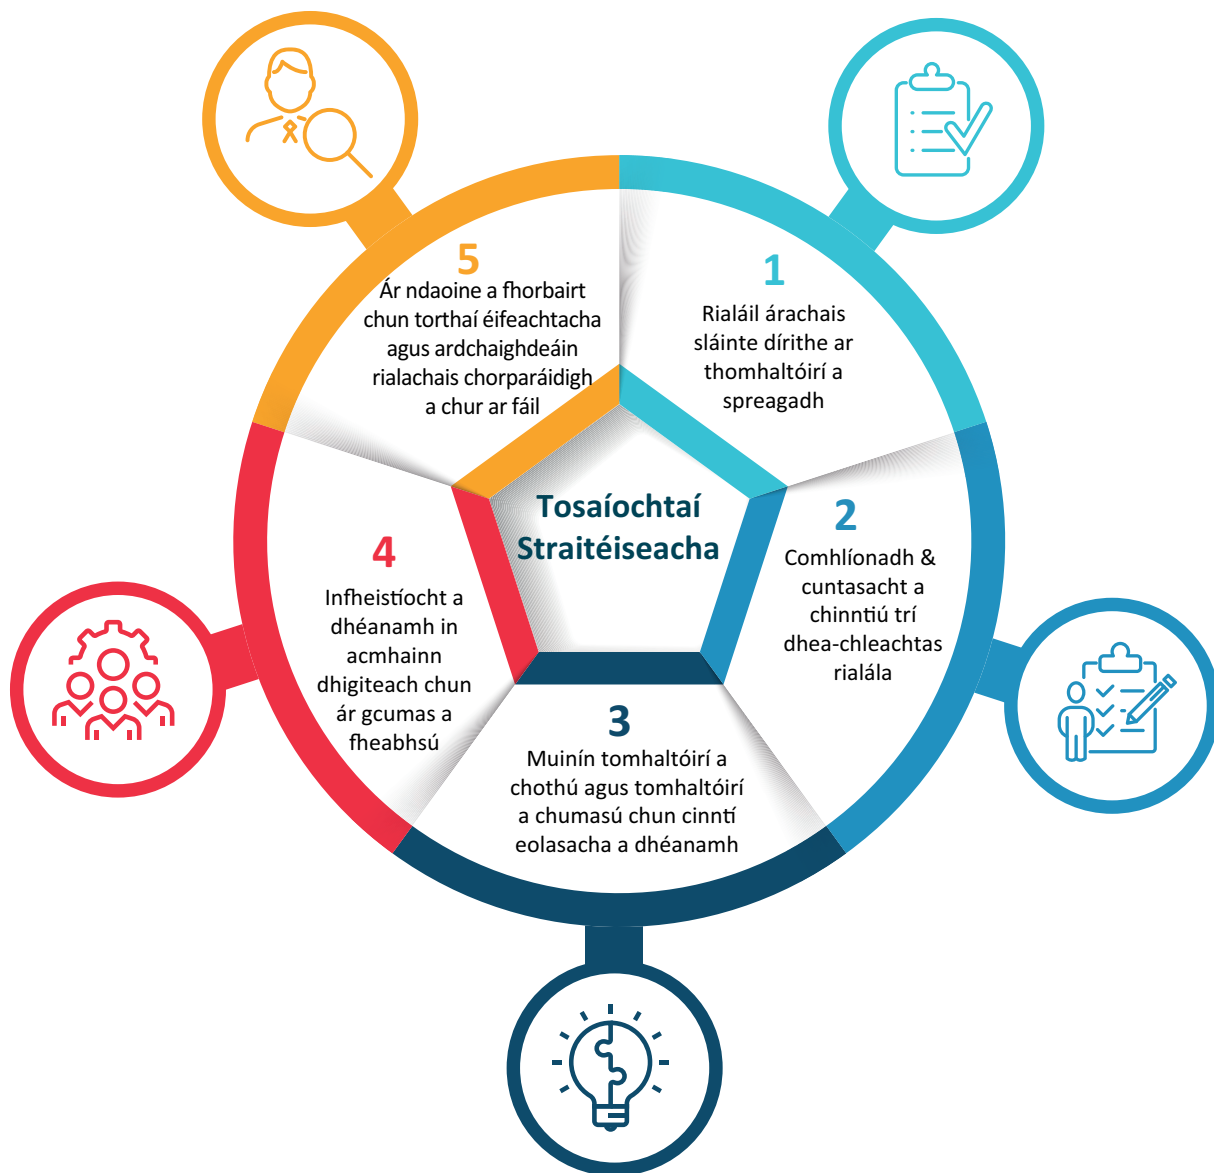 Tosaíochtaí
Straitéiseacha
1
Rialáil árachais
sláinte dírithe ar
thomhaltóirí a
spreagadh
2
Comhlíonadh &
cuntasacht a
chinntiú trí
dhea-chleachtas
rialála
3
Muinín tomhaltóirí a
chothú agus tomhaltóirí
a chumasú chun cinntí
eolasacha a dhéanamh
4
Infheistíocht a
dhéanamh in
acmhainn
dhigiteach chun
ár gcumas a
fheabhsú
5
Ár ndaoine a fhorbairt
chun torthaí éifeachtacha
agus ardchaighdeáin
rialachais chorparáidigh
a chur ar fáil